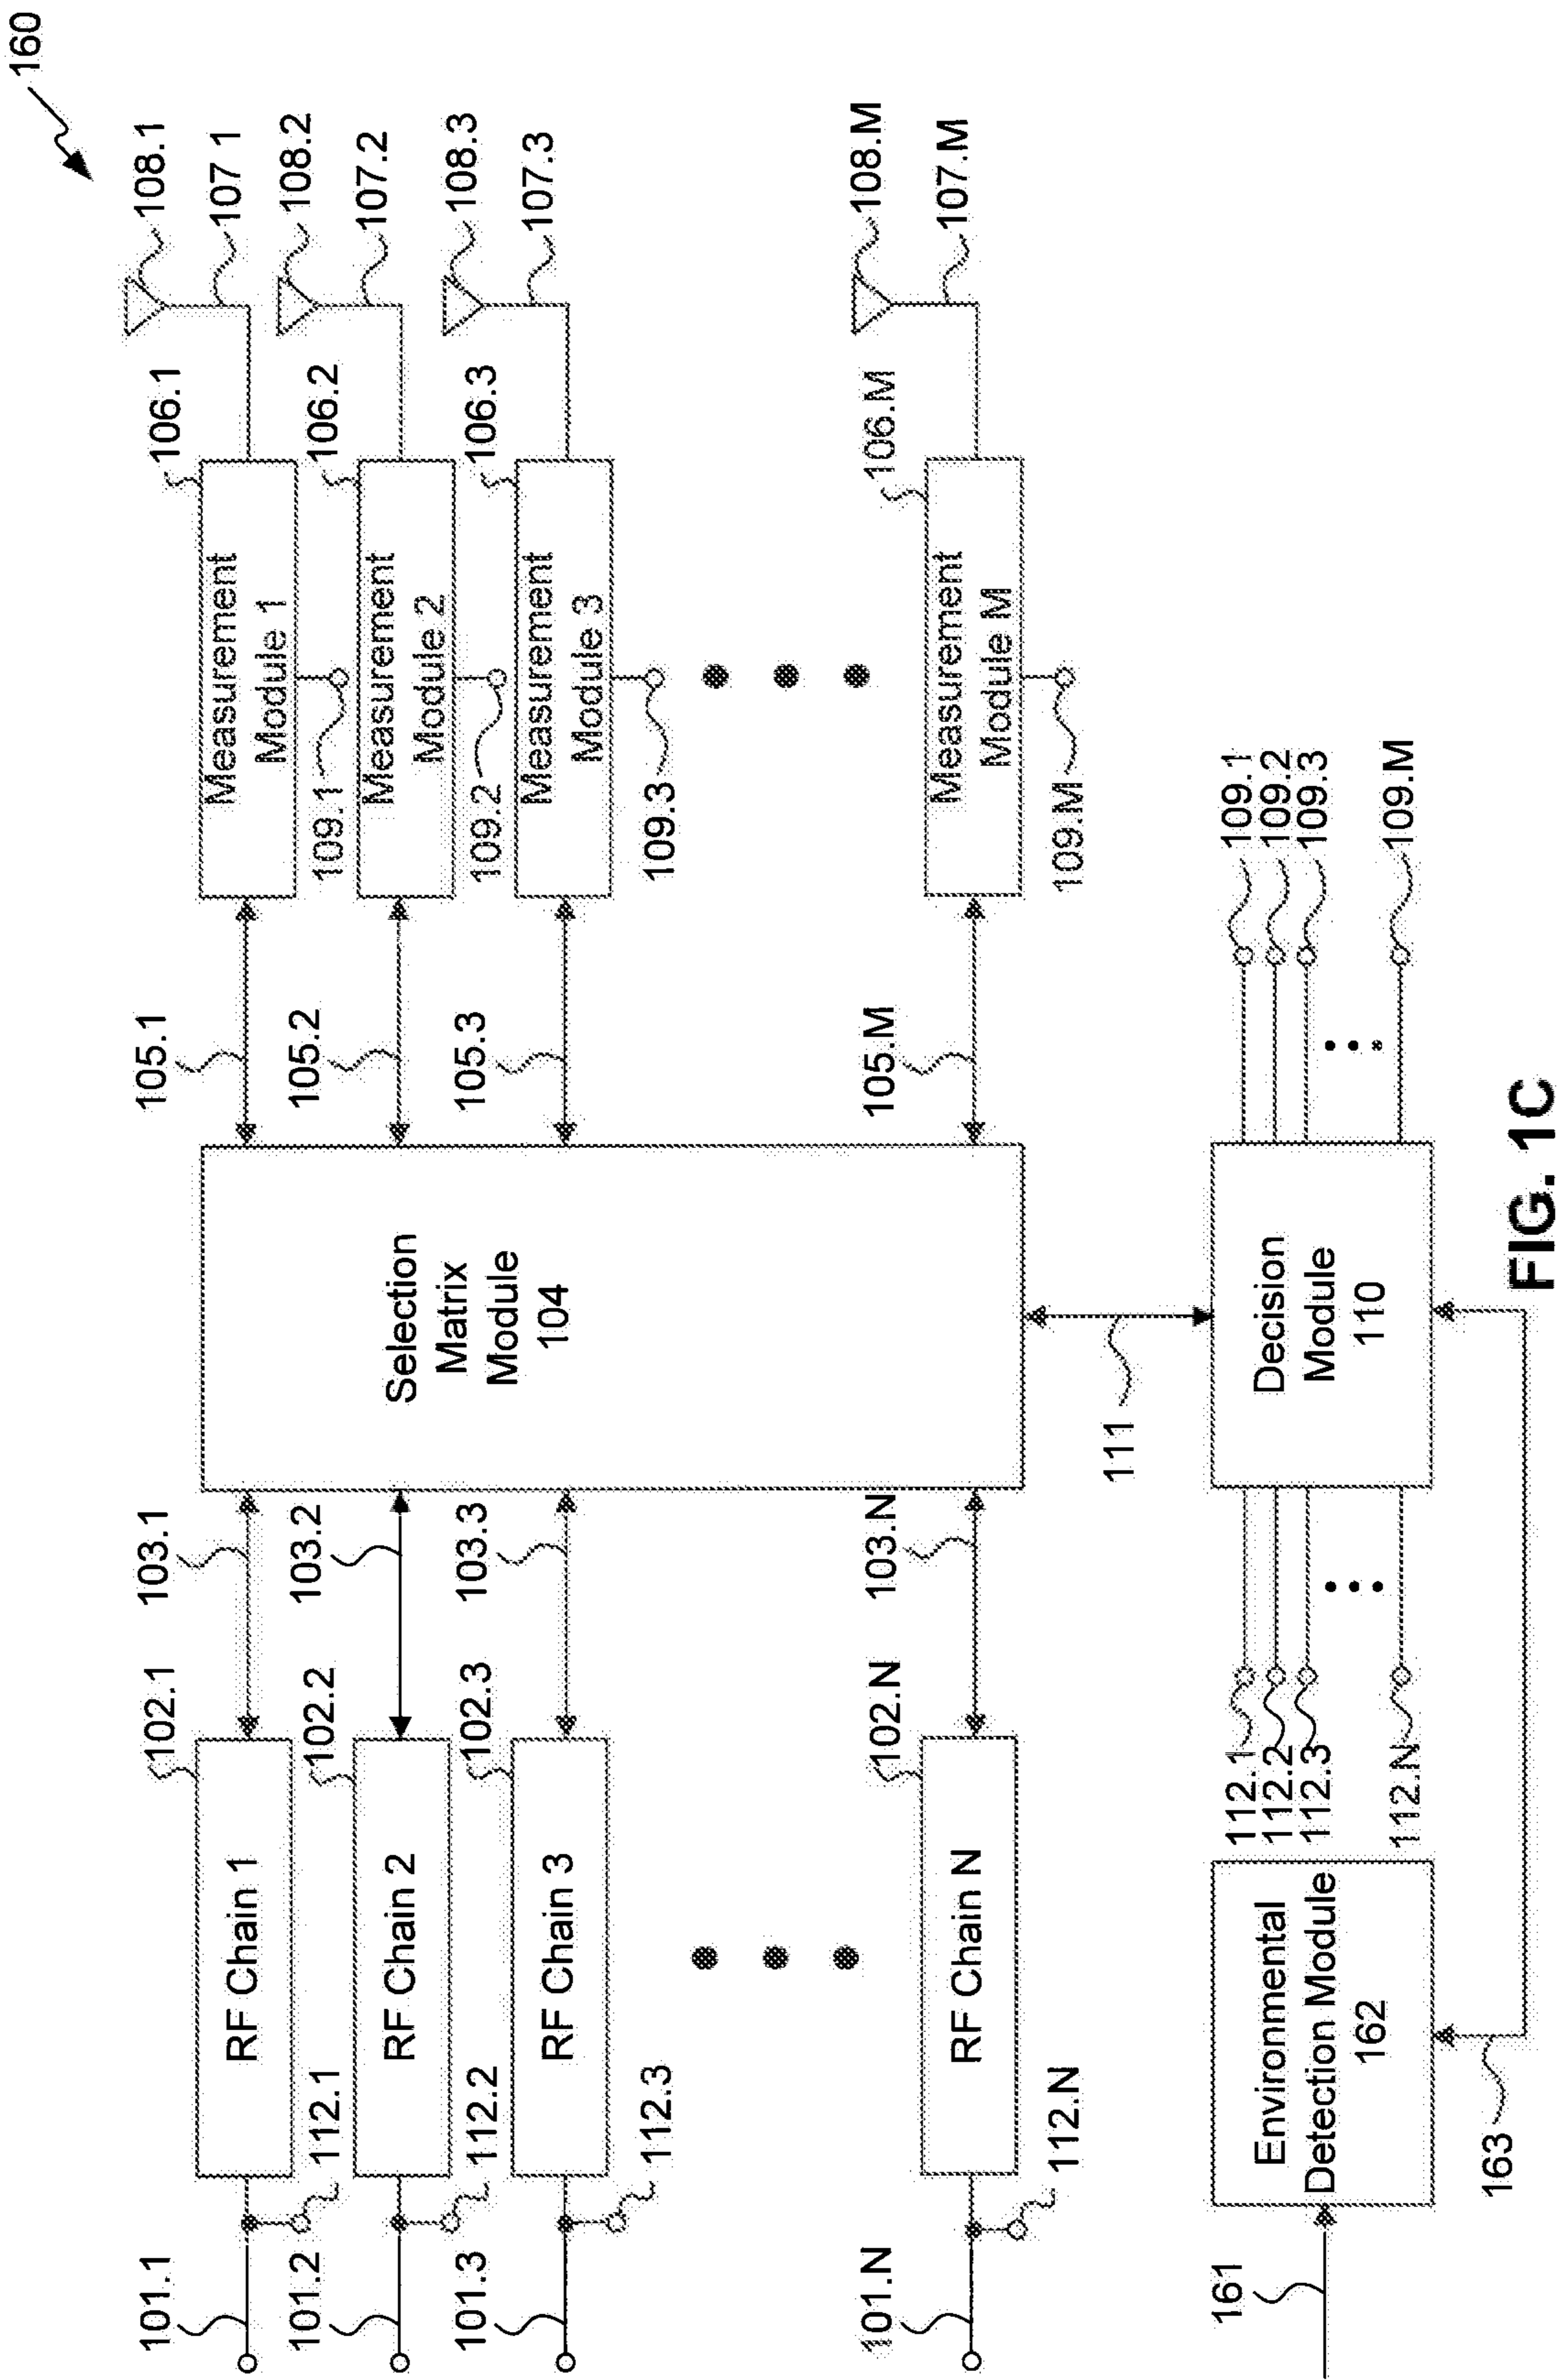 160
108.1
107.1
108.2
107.2
108.3
107.3
108.M
107.M
106.1
106.2
106.3
106.M
Measurement
Module 1
Measurement
Module 2
Measurement
Module 3
Measurement
Module M
109.1
109.2
109.3
109.M
105.1
105.2
105.3
105.M
Selection
Matrix
Module
104
103.1
103.2
103.3
103.N
102.1
102.2
102.3
102.N
RF Chain 1
RF Chain 2
RF Chain 3
RF Chain N
112.1
112.2
112.3
112.N
101.1
101.2
101.3
101.N
111
109.1
109.2
109.3
109.M
Decision
Module
110
112.1
112.2
112.3
112.N
Environmental
Detection Module
162
163
161
FIG. 1C